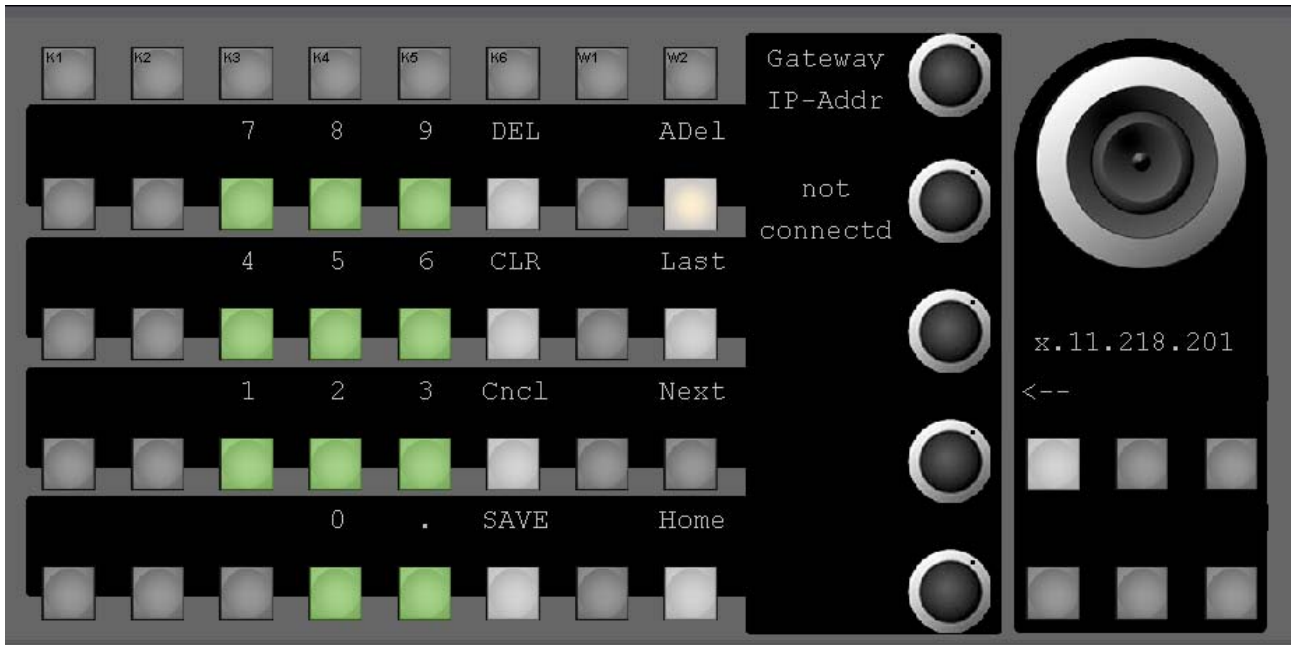 K1 K2 K3 K4 K5 K6 W1 W2
Gateway
IP-Addr
7 8 9 DEL ADel
not
connectd
4 5 6 CLR Last
x.11.218.201
1 2 3 Cncl Next
<--
0 . SAVE Home